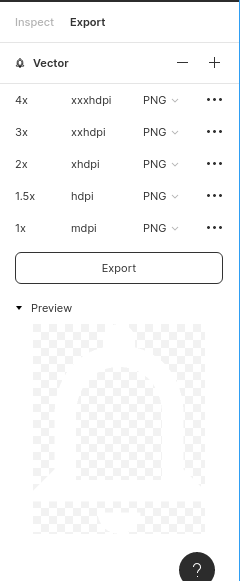 Inspect Export
Vector
4x xxxhdpi PNG
3x xxhdpi PNG
2x xhdpi PNG
1.5x hdpi PNG
1x mdpi PNG
Export
Preview
?